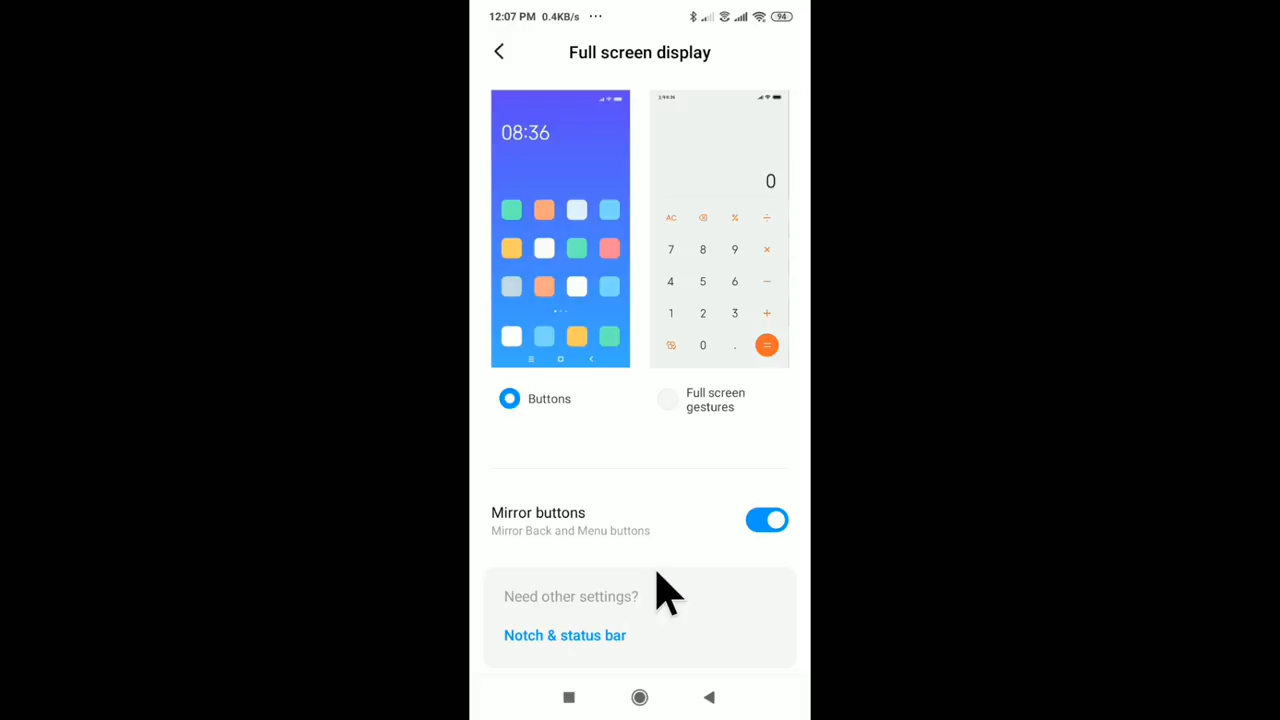 12:07 PM 0.4KB/s ... 94
Full screen display
08:36
0
AC %  ÷
7 8 9 ×
4 5 6 −
1 2 3 +
0 . =
Buttons
Full screen
gestures
Mirror buttons
Mirror Back and Menu buttons
Need other settings?
Notch & status bar